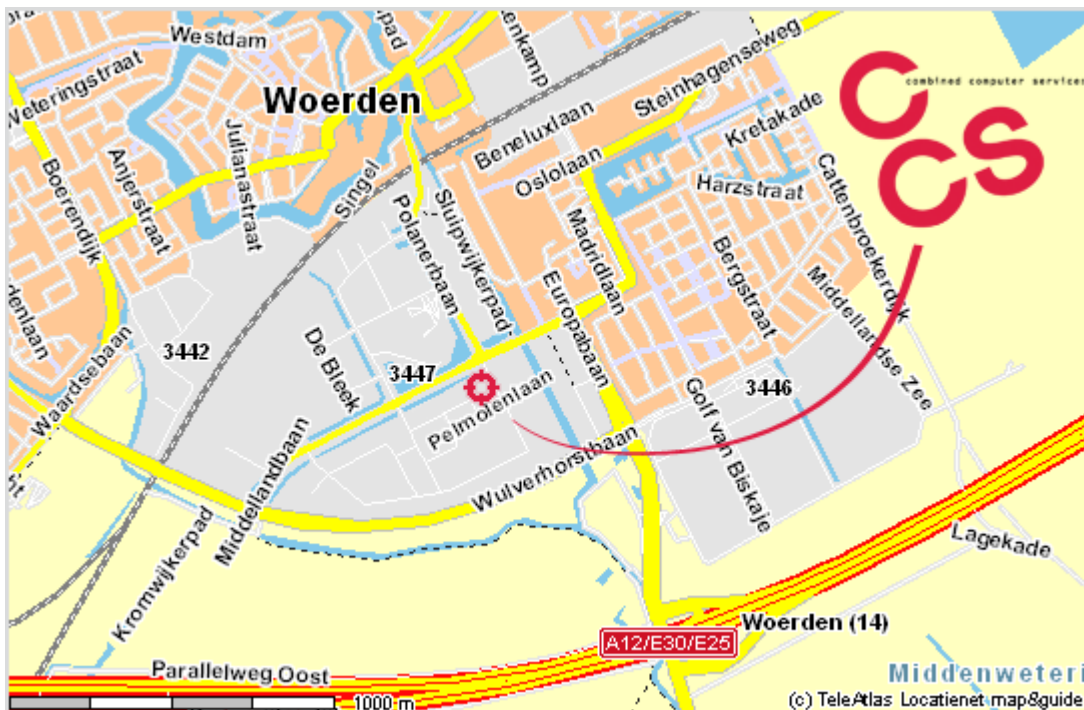 Westdam
Weteringstraat
Woerden
Julianastraat
Anjerstraat
Boerendijk
Singel
Polanerbaan
Sluipwijkerpad
Beneluxlaan
Oslolaan
Steinhagenseweg
Kretakade
Harzstraat
Cattenbroekerdijk
CCS
combined computer services
Madridlaan
Europabaan
Bergstraat
Middellandse Zee
Waardsebaan
3442
De Bleek
3447
Pelmolenlaan
3446
Golf van Biskaje
Wulverhorstbaan
Middellandbaan
Kromwijkerpad
Lagekade
Woerden (14)
A12/E30/E25
Parallelweg Oost
Middenweteri
1000 m
(c) TeleAtlas Locatienet map&guide